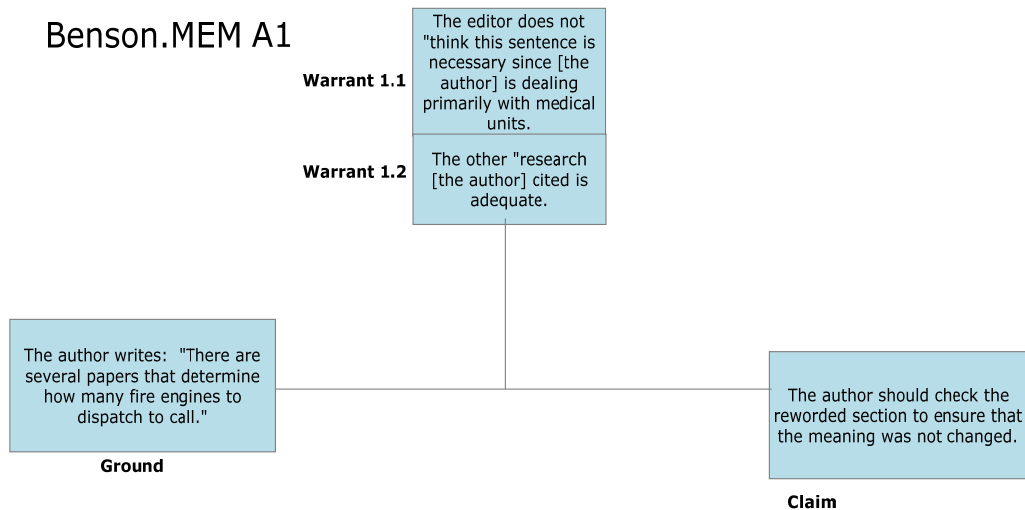 Benson.MEM A1
The editor does not
"think this sentence is
necessary since [the
author] is dealing
primarily with medical
units.
Warrant 1.1
The other "research
[the author] cited is
adequate.
Warrant 1.2
The author writes:  "There are
several papers that determine
how many fire engines to
dispatch to call."
Ground
The author should check the
reworded section to ensure that
the meaning was not changed.
Claim